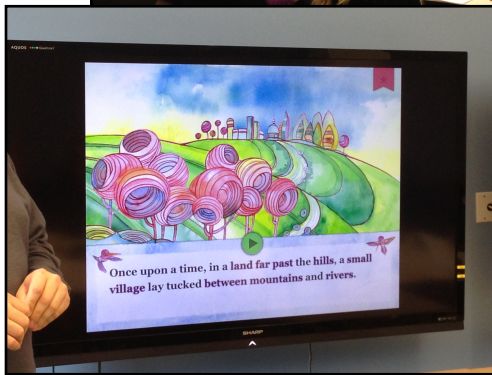 AQUOS
Once upon a time, in a land far past the hills, a small
village lay tucked between mountains and rivers.
SHARP